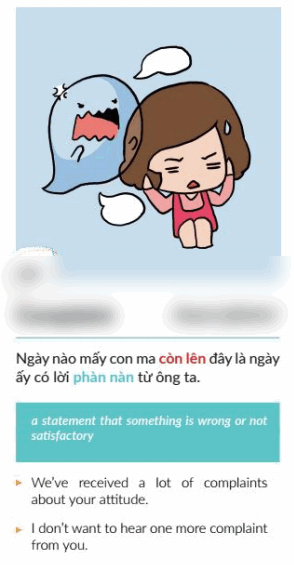 Ngày nào mấy con ma còn lên đây là ngày
ấy có lời phàn nàn từ ông ta.
a statement that something is wrong or not
satisfactory
We've received a lot of complaints
about your attitude.
I don't want to hear one more complaint
from you.